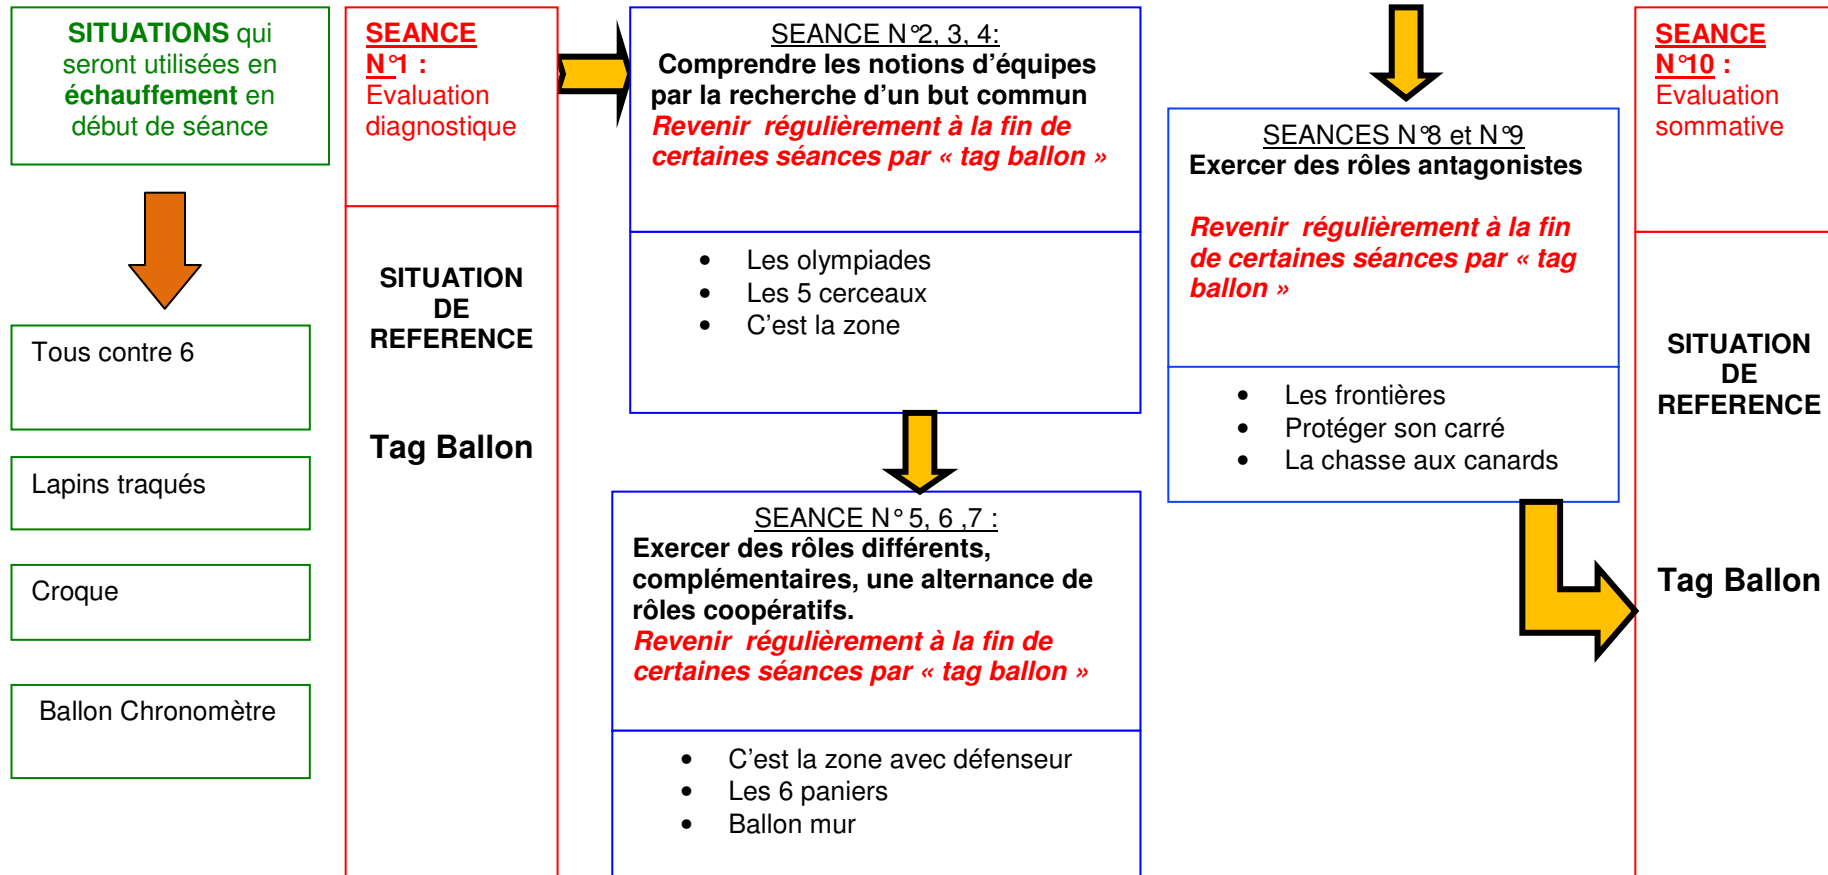 SITUATIONS qui
seront utilisées en
échauffement en
début de séance
Tous contre 6
Lapins traqués
Croque
Ballon Chronomètre
SEANCE
N°1 :
Evaluation
diagnostique
SITUATION
DE
REFERENCE
Tag Ballon
SEANCE N°2, 3, 4:
Comprendre les notions d’équipes
par la recherche d’un but commun
Revenir régulièrement à la fin de
certaines séances par « tag ballon »
• Les olympiades
• Les 5 cerceaux
• C’est la zone
SEANCE N° 5, 6 ,7 :
Exercer des rôles différents,
complémentaires, une alternance de
rôles coopératifs.
Revenir régulièrement à la fin de
certaines séances par « tag ballon »
• C’est la zone avec défenseur
• Les 6 paniers
• Ballon mur
SEANCES N°8 et N°9
Exercer des rôles antagonistes
Revenir régulièrement à la fin
de certaines séances par « tag
ballon »
• Les frontières
• Protéger son carré
• La chasse aux canards
SEANCE
N°10 :
Evaluation
sommative
SITUATION
DE
REFERENCE
Tag Ballon